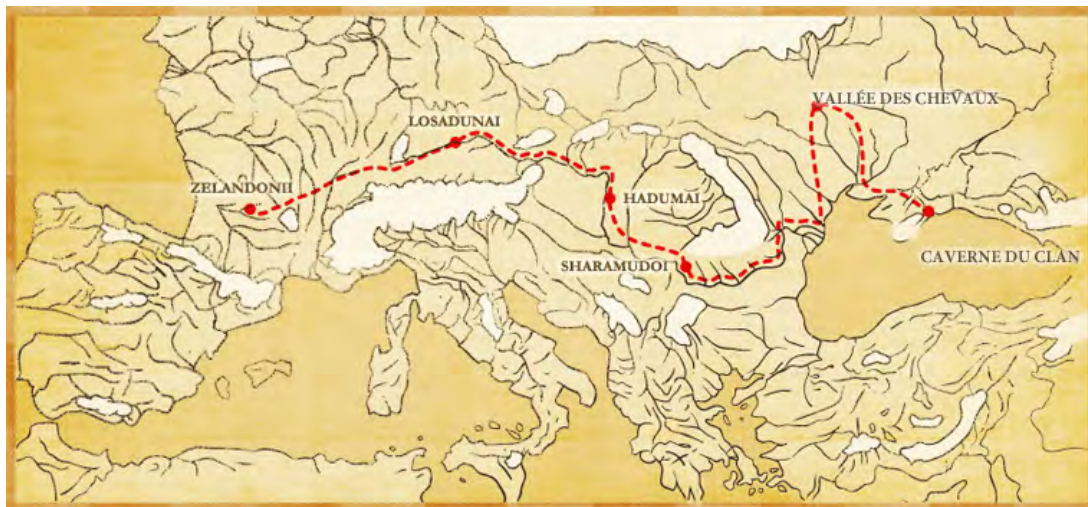 VALLÉE DES CHEVAUX
LOSADUNAI
ZELANDONII
HADUMAI
SHARAMUDOI
CAVERNE DU CLAN